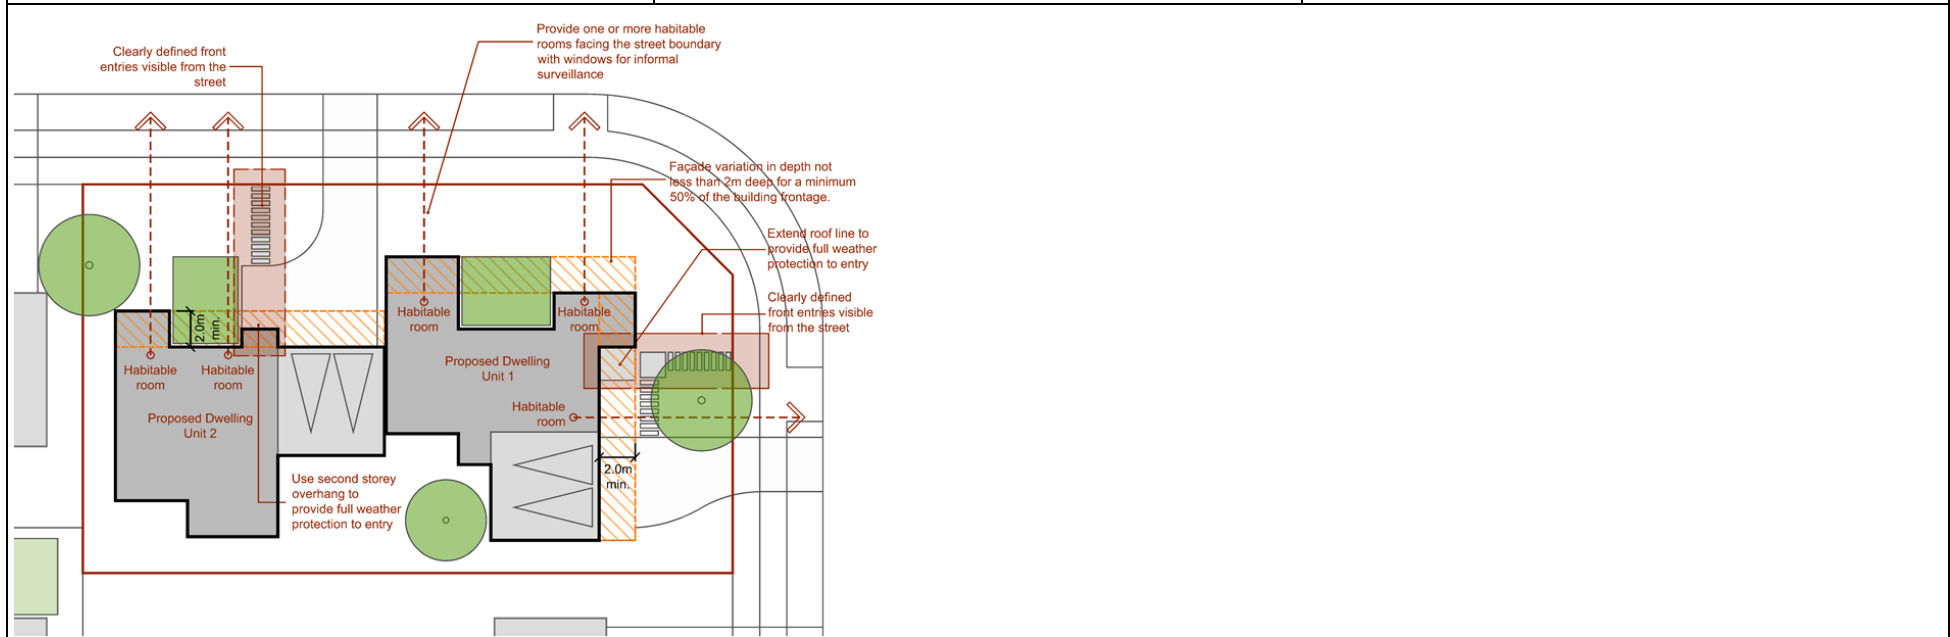 Provide one or more habitable
rooms facing the street boundary
with windows for informal
surveillance
Clearly defined front
entries visible from the
street
Façade variation in depth not
less than 2m deep for a minimum
50% of the building frontage.
Extend roof line to
provide full weather
protection to entry
Clearly defined
front entries visible
from the street
Habitable
room
Habitable
room
2.0m
min.
Habitable
room
Habitable
room
Proposed Dwelling
Unit 1
Habitable
room
Proposed Dwelling
Unit 2
2.0m
min.
Use second storey
overhang to
provide full weather
protection to entry